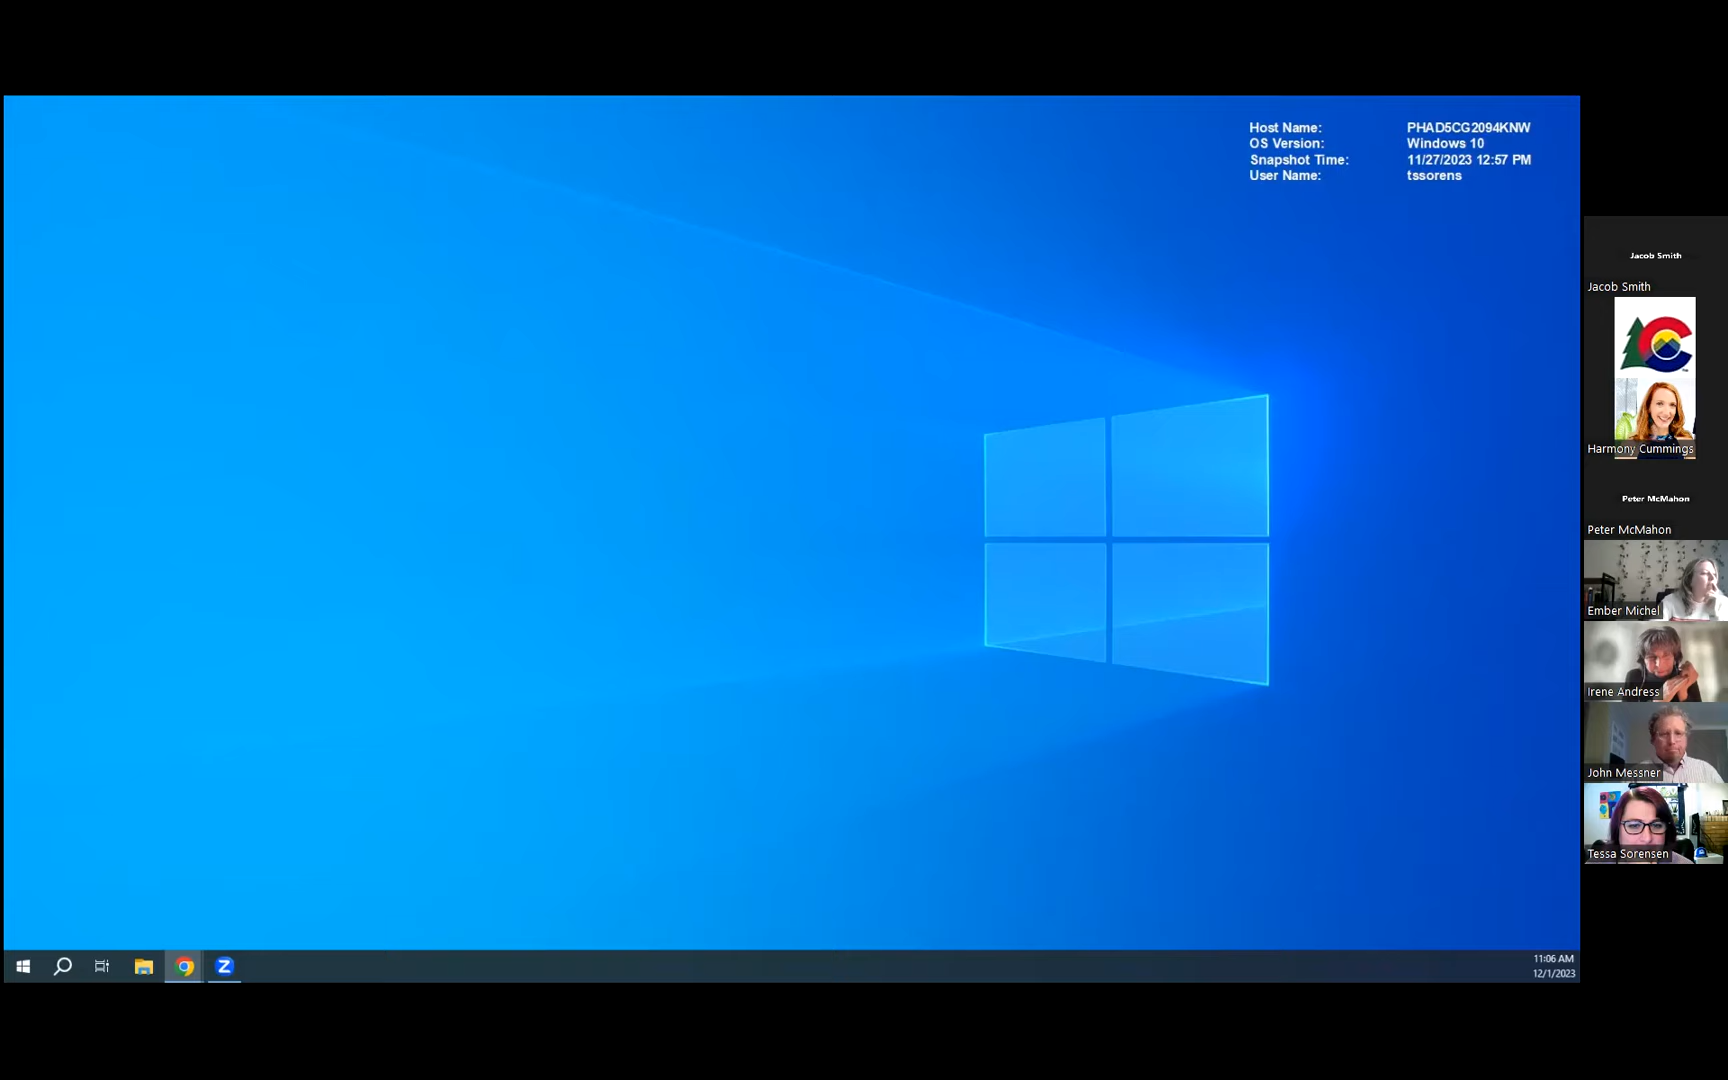 Host Name: PHAD5CG2094KNW
OS Version: Windows 10
Snapshot Time: 11/27/2023 12:57 PM
User Name: tssorens
Jacob Smith
Jacob Smith
Harmony Cummings
Peter McMahon
Peter McMahon
Ember Michel
Irene Andress
John Messner
Tessa Sorensen
11:06 AM
12/1/2023